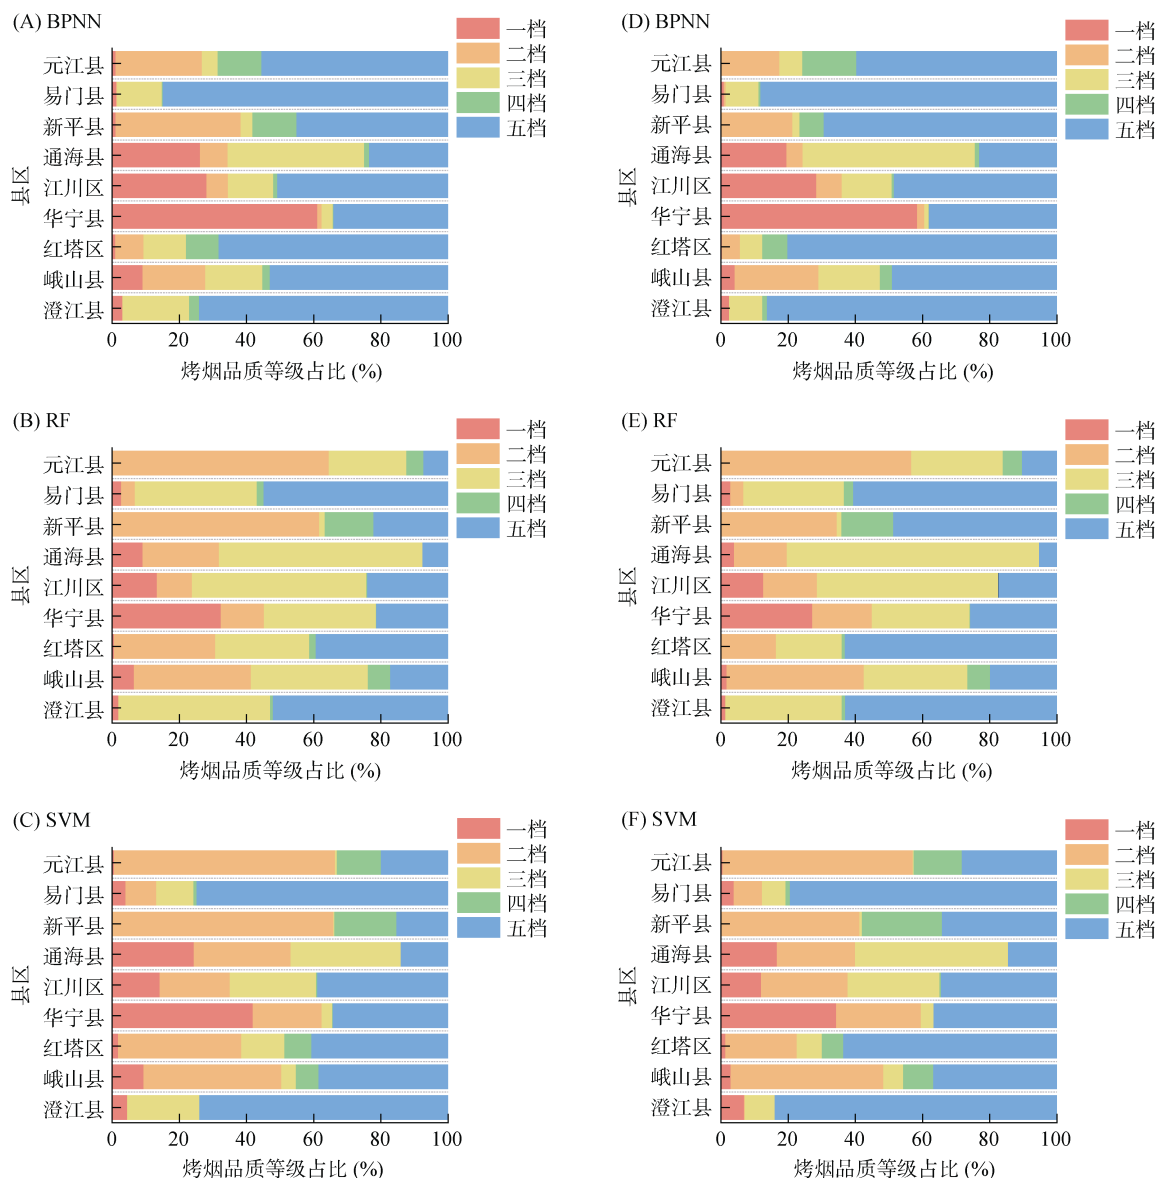 (A) BPNN
一档
二档
三档
四档
五档
元江县
易门县
新平县
通海县
江川区
华宁县
红塔区
峨山县
澄江县
县区
0 20 40 60 80 100
烤烟品质等级占比 (%)
(D) BPNN
一档
二档
三档
四档
五档
元江县
易门县
新平县
通海县
江川区
华宁县
红塔区
峨山县
澄江县
县区
0 20 40 60 80 100
烤烟品质等级占比 (%)
(B) RF
一档
二档
三档
四档
五档
元江县
易门县
新平县
通海县
江川区
华宁县
红塔区
峨山县
澄江县
县区
0 20 40 60 80 100
烤烟品质等级占比 (%)
(E) RF
一档
二档
三档
四档
五档
元江县
易门县
新平县
通海县
江川区
华宁县
红塔区
峨山县
澄江县
县区
0 20 40 60 80 100
烤烟品质等级占比 (%)
(C) SVM
一档
二档
三档
四档
五档
元江县
易门县
新平县
通海县
江川区
华宁县
红塔区
峨山县
澄江县
县区
0 20 40 60 80 100
烤烟品质等级占比 (%)
(F) SVM
一档
二档
三档
四档
五档
元江县
易门县
新平县
通海县
江川区
华宁县
红塔区
峨山县
澄江县
县区
0 20 40 60 80 100
烤烟品质等级占比 (%)